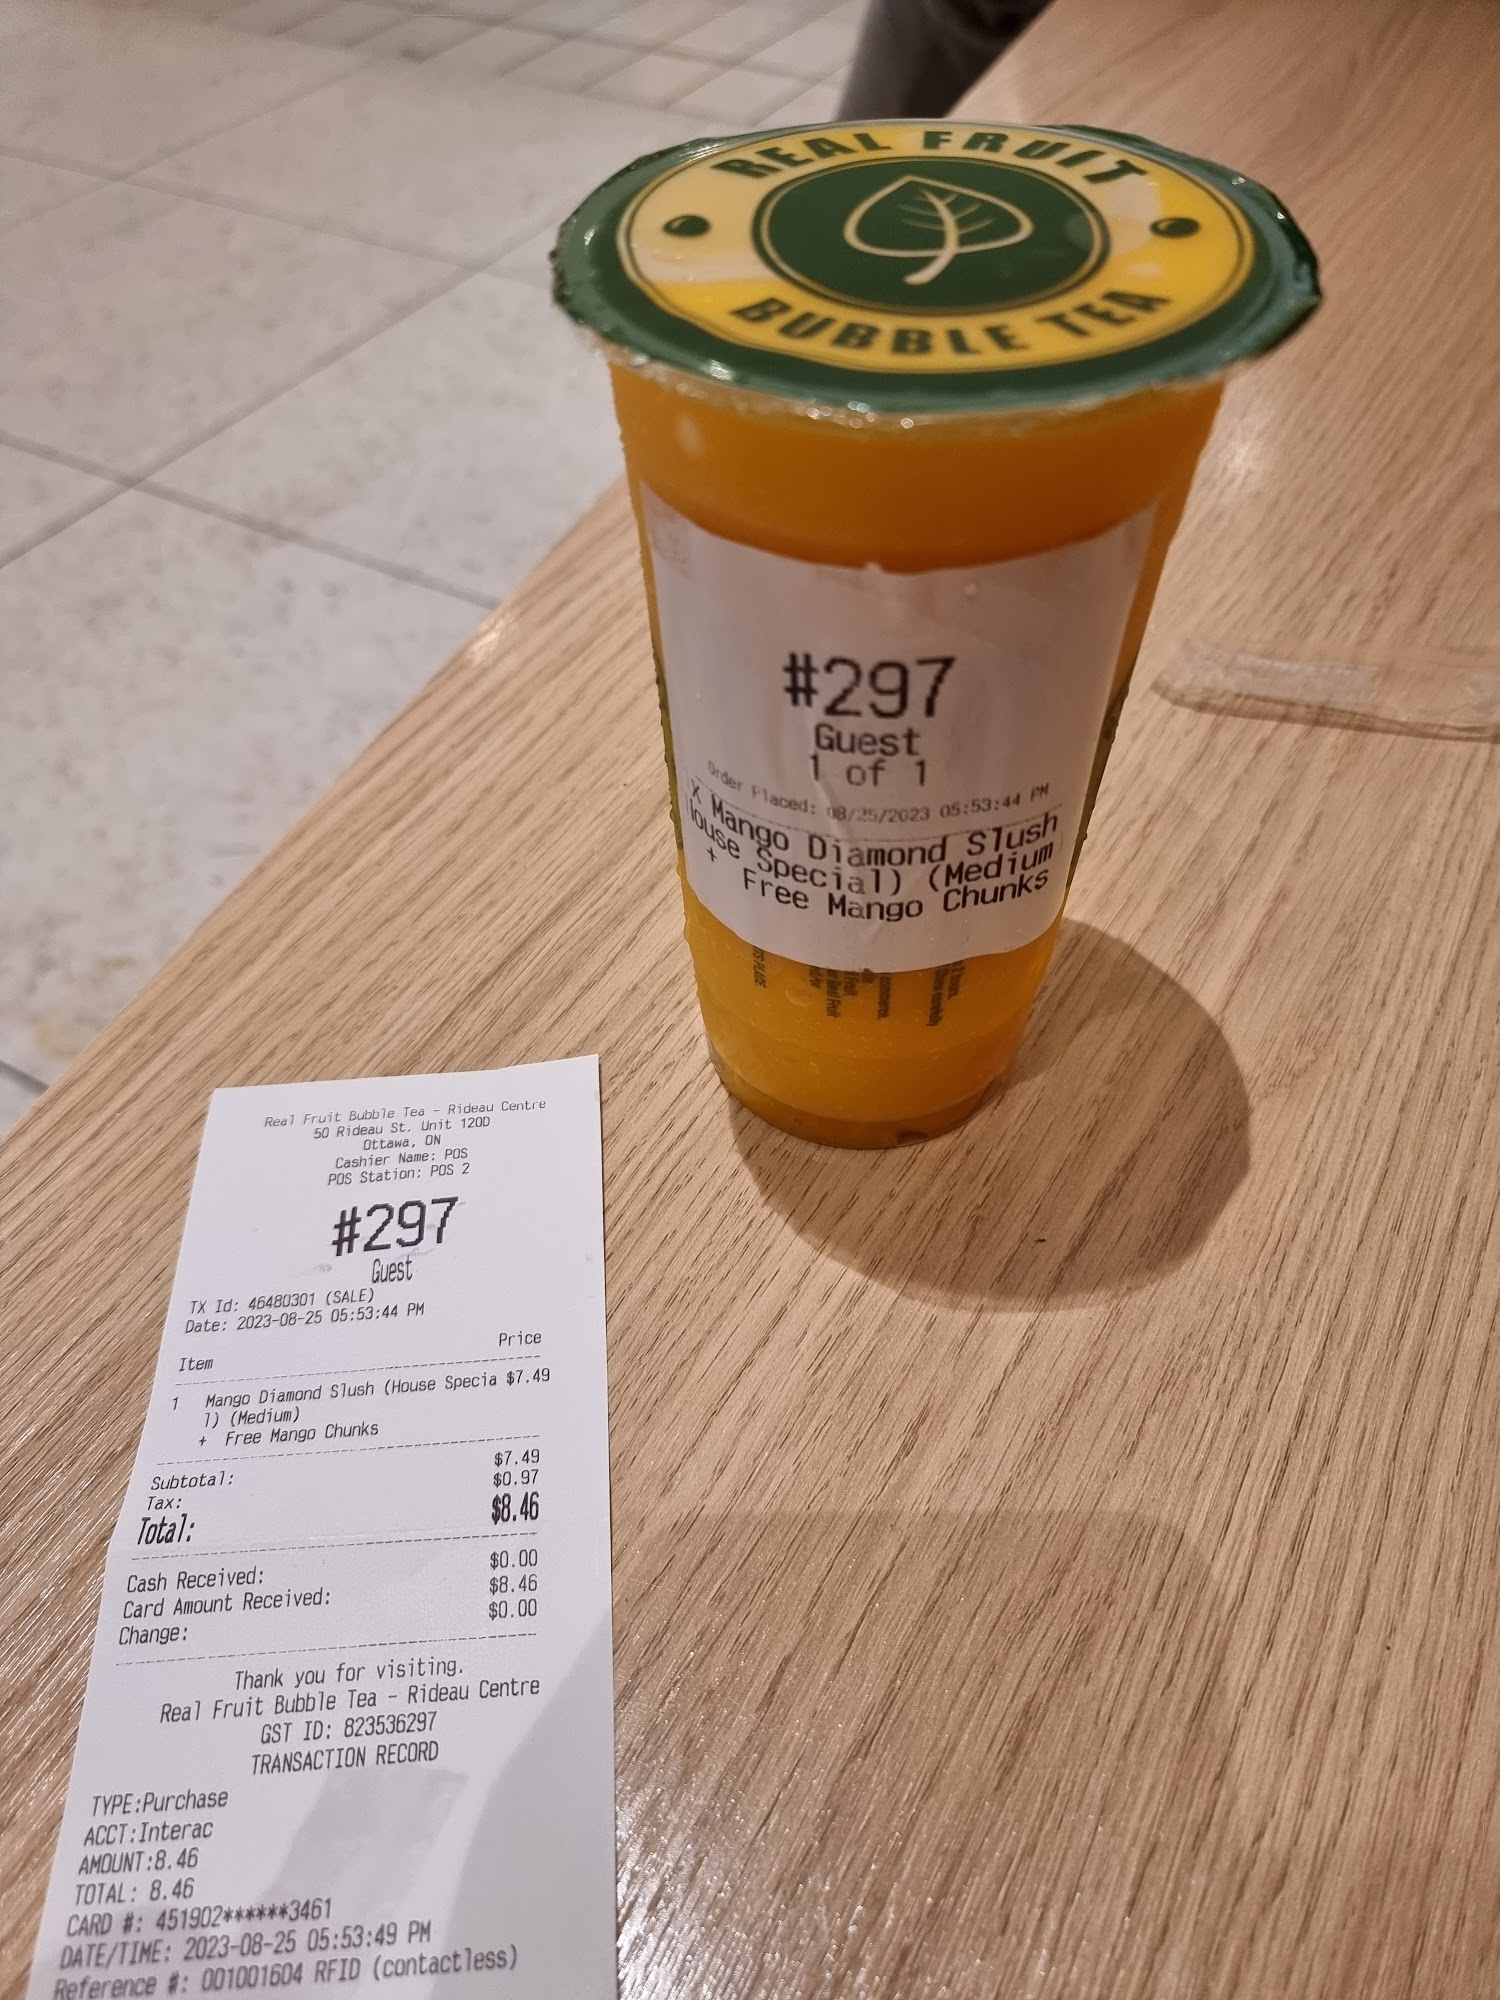 REAL FRUIT
BUBBLE TEA
#297
Guest
1 of 1
Order Placed: 08/25/2023 05:53:44 PM
x Mango Diamond Slush
House Special) (Medium
+ Free Mango Chunks
Real Fruit Bubble Tea - Rideau Centre
50 Rideau St. Unit 120D
Ottawa, ON
Cashier Name: POS
POS Station: POS 2
#297
Guest
TX Id: 46480301 (SALE)
Date: 2023-08-25 05:53:44 PM
Item Price
1 Mango Diamond Slush (House Specia $7.49
l) (Medium)
+ Free Mango Chunks
Subtotal: $7.49
Tax: $0.97
Total: $8.46
Cash Received: $0.00
Card Amount Received: $8.46
Change: $0.00
Thank you for visiting.
Real Fruit Bubble Tea - Rideau Centre
GST ID: 823536297
TRANSACTION RECORD
TYPE:Purchase
ACCT:Interac
AMOUNT:8.46
TOTAL: 8.46
CARD #: 451902******3461
DATE/TIME: 2023-08-25 05:53:49 PM
Reference #: 001001604 RFID (contactless)